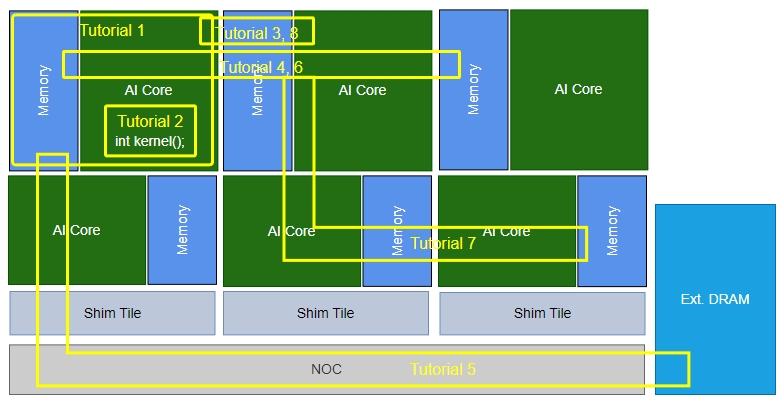 Tutorial 1
Tutorial 3, 8
Tutorial 4, 6
Memory
AI Core
Memory
AI Core
Memory
AI Core
Tutorial 2
int kernel();
AI Core
Memory
AI Core
Memory
AI Core
Memory
Tutorial 7
Ext. DRAM
Shim Tile
Shim Tile
Shim Tile
NOC
Tutorial 5